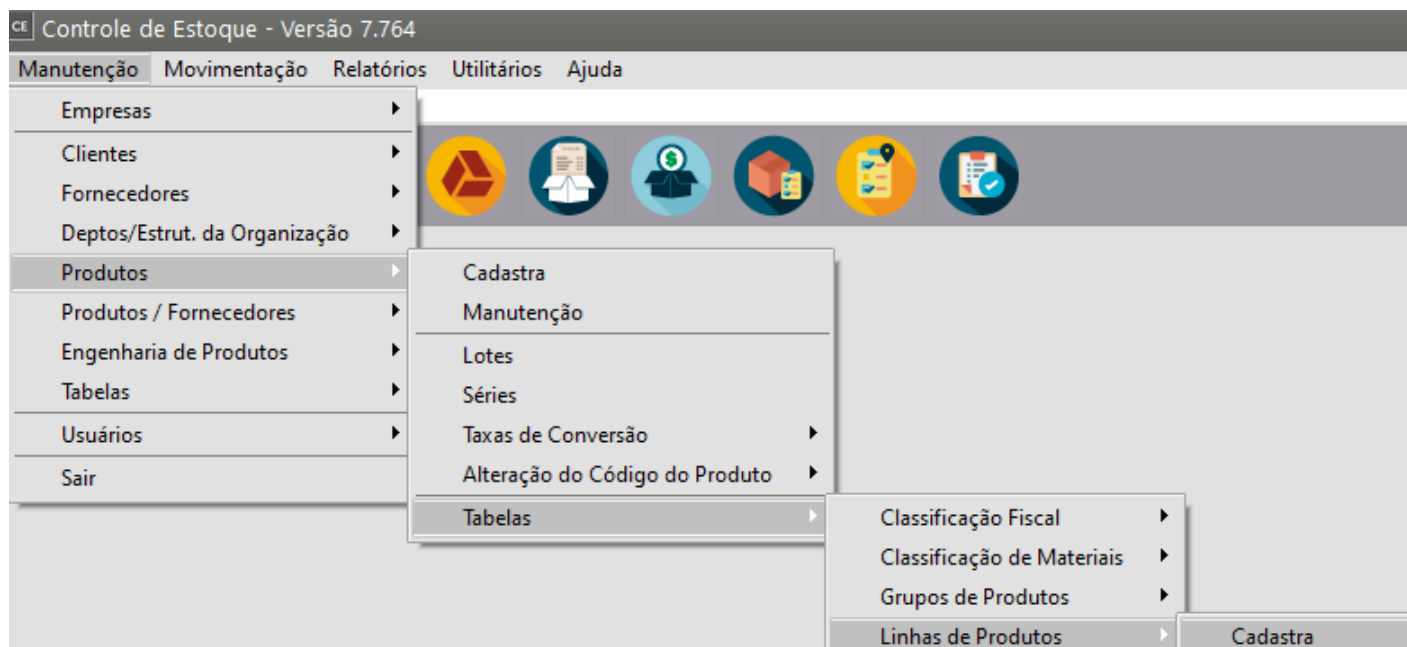 CE Controle de Estoque - Versão 7.764
Manutenção Movimentação Relatórios Utilitários Ajuda
Empresas
Clientes
Fornecedores
Deptos/Estrut. da Organização
Produtos
Produtos / Fornecedores
Engenharia de Produtos
Tabelas
Usuários
Sair
Cadastra
Manutenção
Lotes
Séries
Taxas de Conversão
Alteração do Código do Produto
Tabelas
Classificação Fiscal
Classificação de Materiais
Grupos de Produtos
Linhas de Produtos
Cadastra